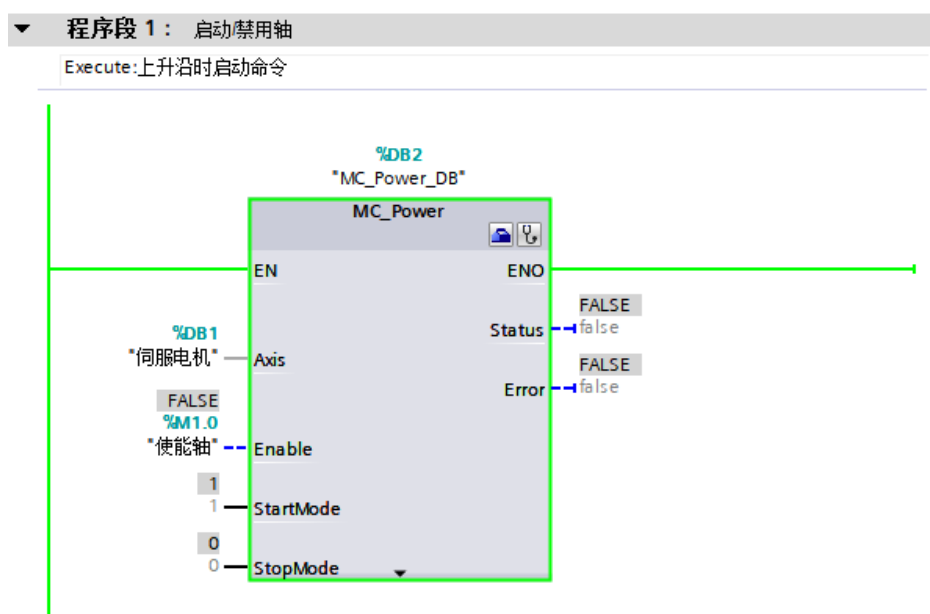 程序段 1： 启动/禁用轴
Execute:上升沿时启动命令
%DB2
"MC_Power_DB"
MC_Power
EN ENO
FALSE
Status false
%DB1
"伺服电机" Axis
FALSE
Error false
FALSE
%M1.0
"使能轴" Enable
1
1 StartMode
0
0 StopMode